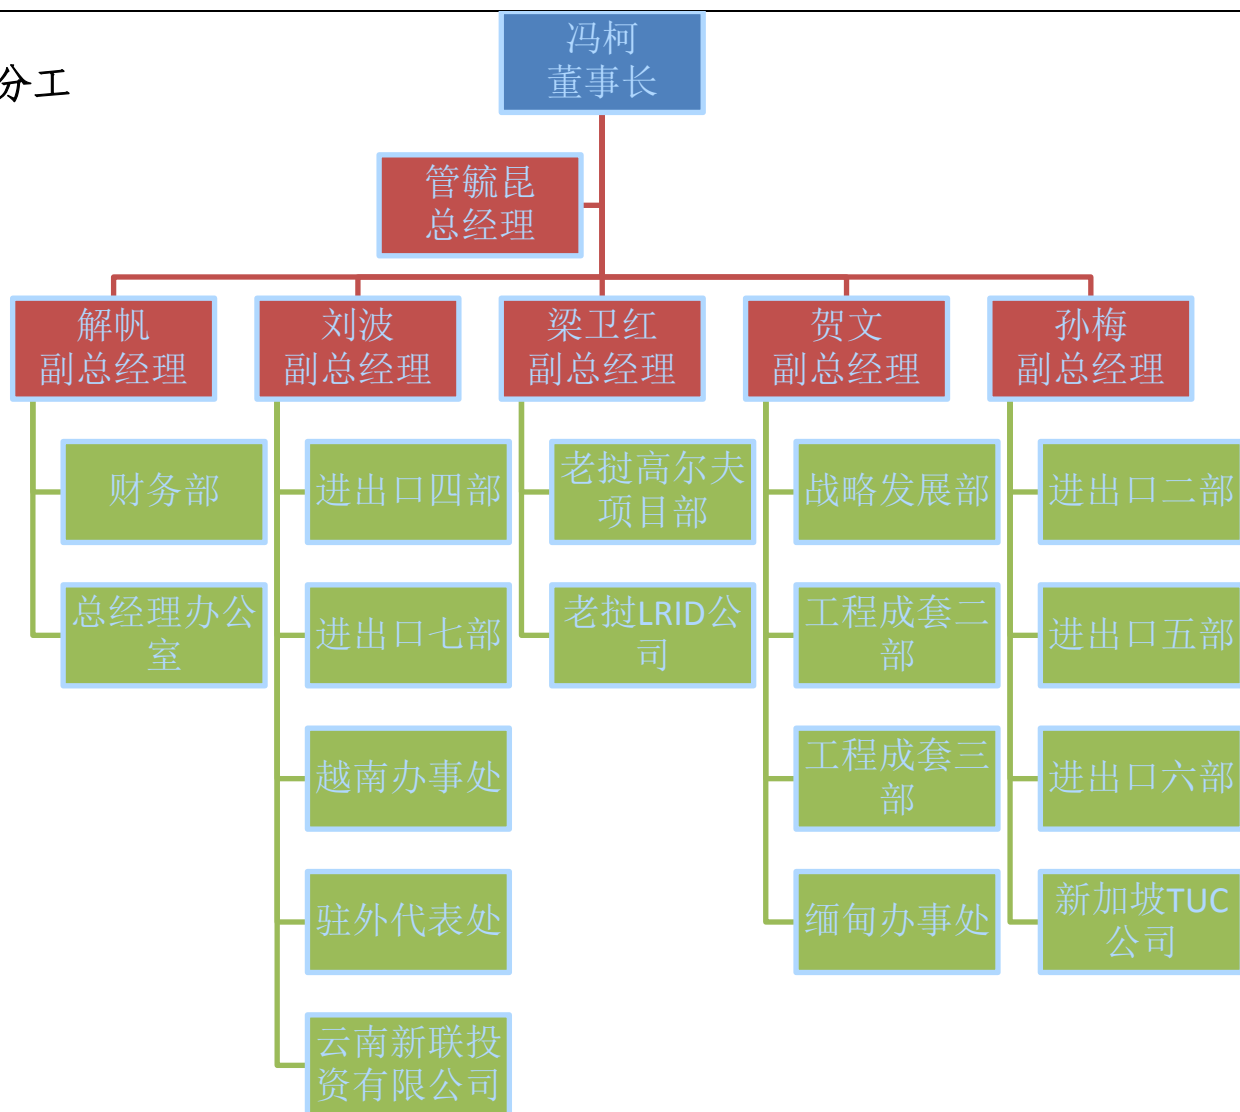 冯柯
董事长
分工
管毓昆
总经理
解帆
副总经理
刘波
副总经理
梁卫红
副总经理
贺文
副总经理
孙梅
副总经理
财务部
进出口四部
老挝高尔夫
项目部
战略发展部
进出口二部
总经理办公
室
进出口七部
老挝LRID公
司
工程成套二
部
进出口五部
越南办事处
工程成套三
部
进出口六部
驻外代表处
缅甸办事处
新加坡TUC
公司
云南新联投
资有限公司